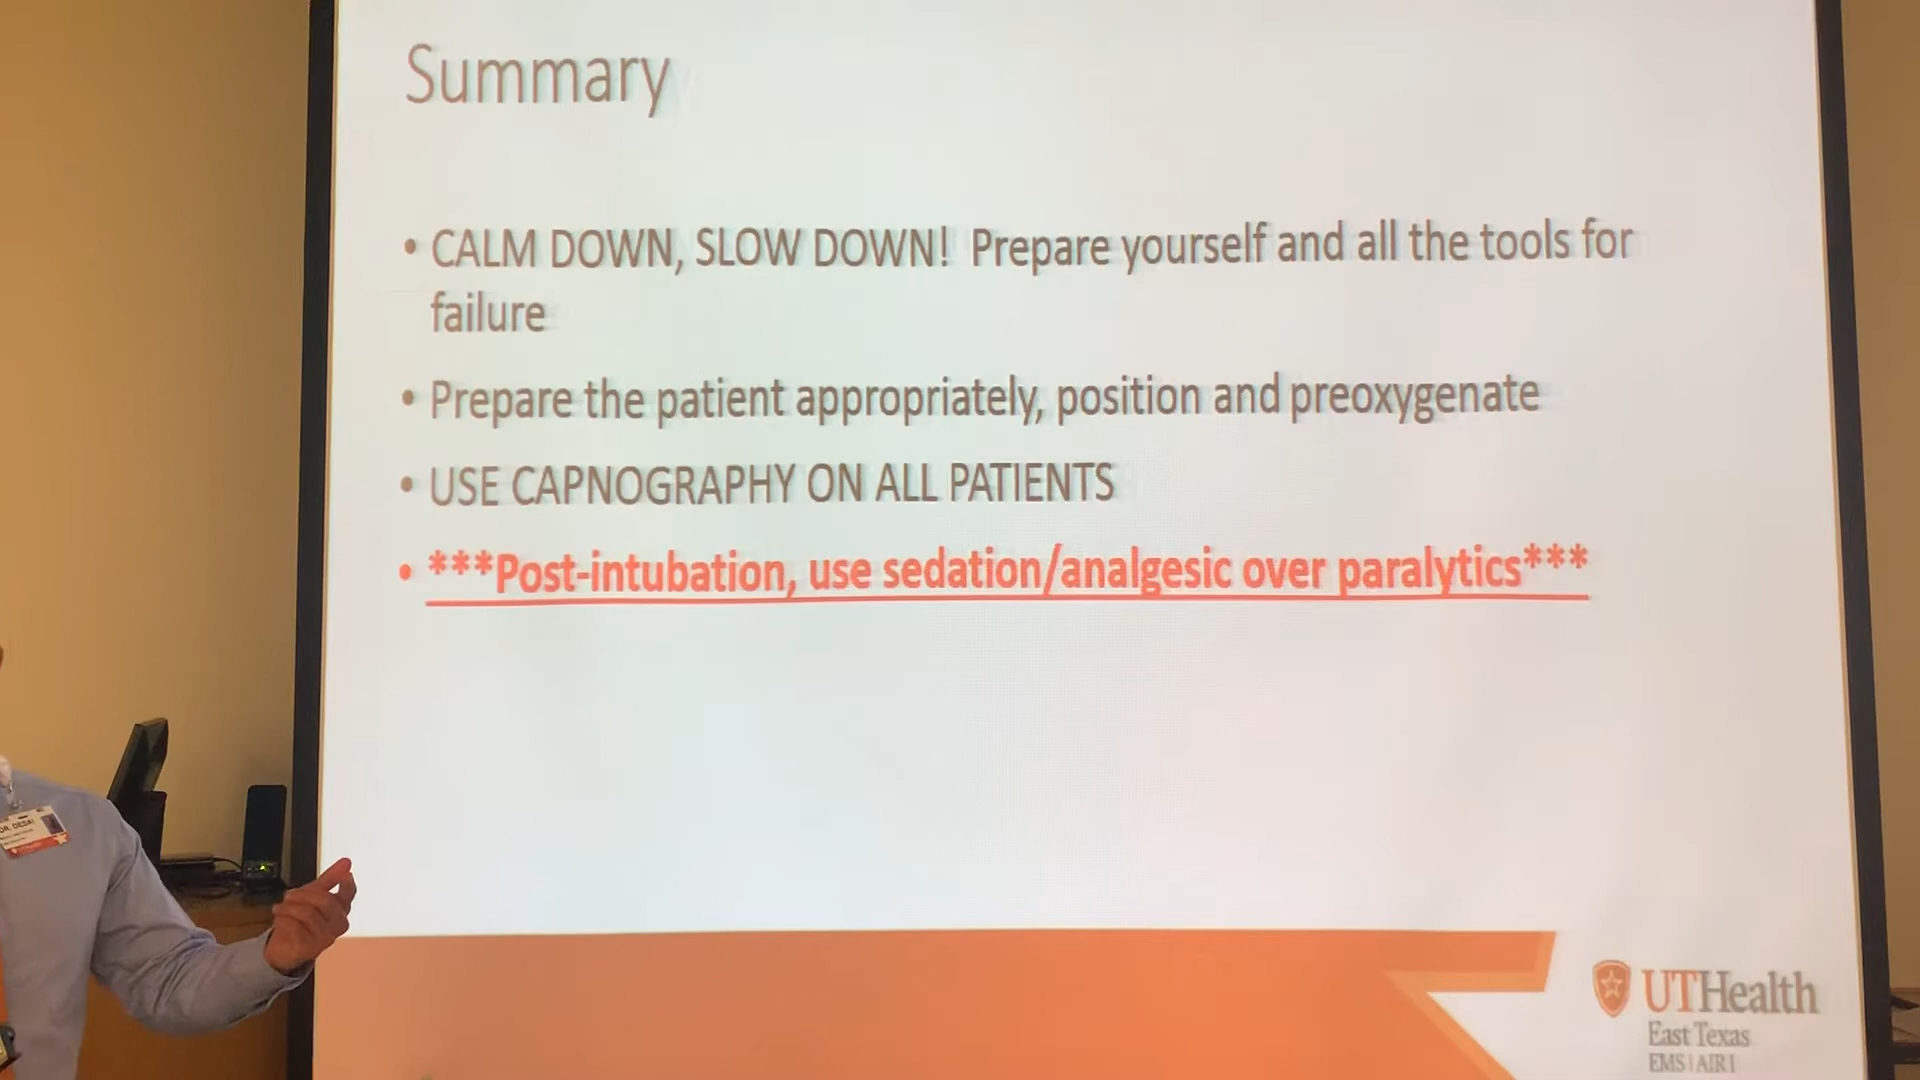 Summary
• CALM DOWN, SLOW DOWN! Prepare yourself and all the tools for
failure
• Prepare the patient appropriately, position and preoxygenate
• USE CAPNOGRAPHY ON ALL PATIENTS
• ***Post-intubation, use sedation/analgesic over paralytics***
DR. DESAI
UTHealth
East Texas
EMS | AIR 1